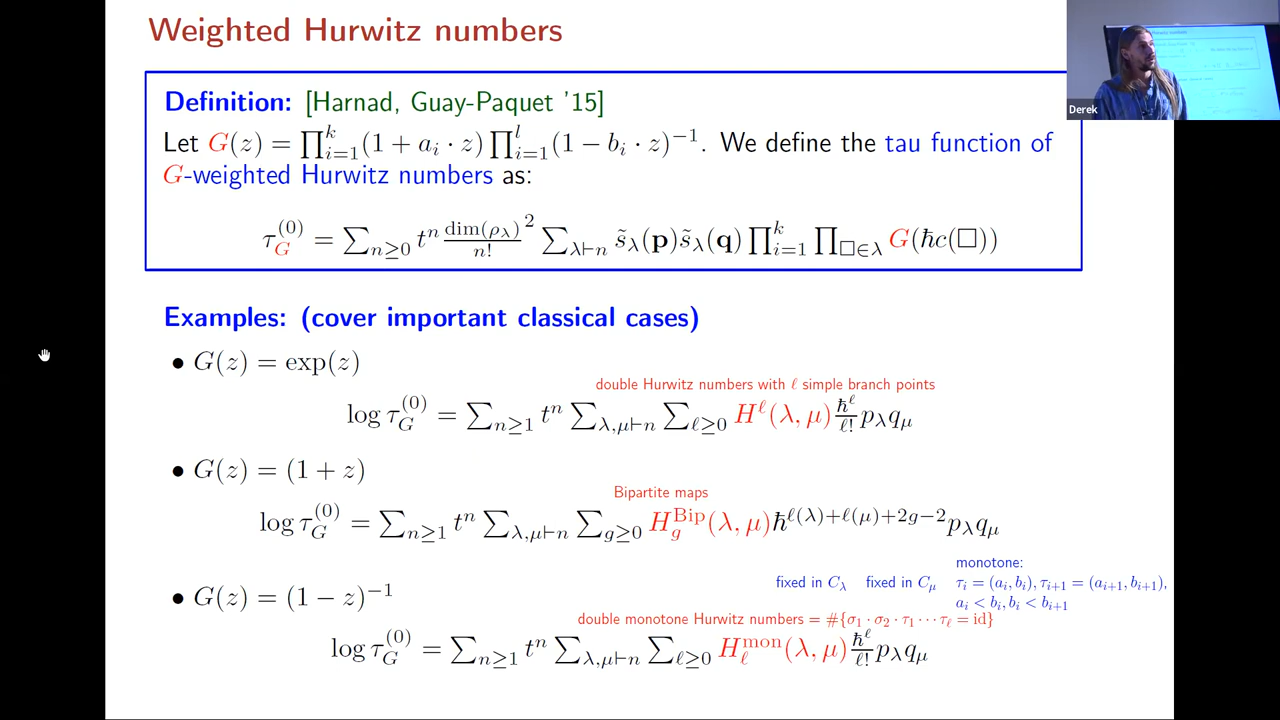 Weighted Hurwitz numbers
Definition: [Harnad, Guay-Paquet '15]
Let G(z) = ∏_{i=1}^{k}(1 + a_i · z) ∏_{i=1}^{l}(1 − b_i · z)^{−1}. We define the tau function of
G-weighted Hurwitz numbers as:
τ_G^{(0)} = ∑_{n≥0} t^n \frac{dim(ρ_λ)}{n!}^2 ∑_{λ⊢n} s̃_λ(p)s̃_λ(q) ∏_{i=1}^{k} ∏_{□∈λ} G(ℏc(□))
Derek
Examples: (cover important classical cases)
• G(z) = exp(z)
double Hurwitz numbers with ℓ simple branch points
log τ_G^{(0)} = ∑_{n≥1} t^n ∑_{λ,μ⊢n} ∑_{ℓ≥0} H^ℓ(λ, μ) \frac{ℏ^ℓ}{ℓ!} p_λ q_μ
• G(z) = (1 + z)
Bipartite maps
log τ_G^{(0)} = ∑_{n≥1} t^n ∑_{λ,μ⊢n} ∑_{g≥0} H_g^{Bip}(λ, μ)ℏ^{ℓ(λ)+ℓ(μ)+2g−2} p_λ q_μ
monotone:
fixed in C_λ fixed in C_μ τ_i = (a_i, b_i), τ_{i+1} = (a_{i+1}, b_{i+1}),
• G(z) = (1 − z)^{−1}
a_i < b_i, b_i < b_{i+1}
double monotone Hurwitz numbers = #{σ_1 · σ_2 · τ_1 ⋯ τ_ℓ = id}
log τ_G^{(0)} = ∑_{n≥1} t^n ∑_{λ,μ⊢n} ∑_{ℓ≥0} H_ℓ^{mon}(λ, μ) \frac{ℏ^ℓ}{ℓ!} p_λ q_μ